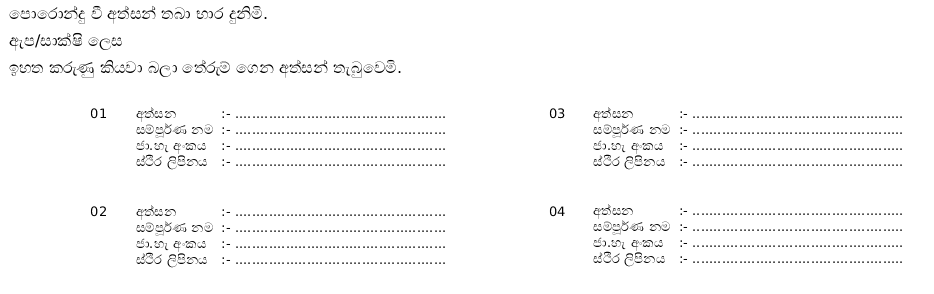 පොරොන්දු වී අත්සන් තබා භාර දුනිමි.
ඇප/සාක්ෂි ලෙස
ඉහත කරුණු කියවා බලා තේරුම් ගෙන අත්සන් තැබුවෙමි.
01 අත්සන :- ..................................................
සම්පූර්ණ නම :- ..................................................
ජා.හැ අංකය :- ..................................................
ස්ථිර ලිපිනය :- ..................................................
03 අත්සන :- ..................................................
සම්පූර්ණ නම :- ..................................................
ජා.හැ අංකය :- ..................................................
ස්ථිර ලිපිනය :- ..................................................
02 අත්සන :- ..................................................
සම්පූර්ණ නම :- ..................................................
ජා.හැ අංකය :- ..................................................
ස්ථිර ලිපිනය :- ..................................................
04 අත්සන :- ..................................................
සම්පූර්ණ නම :- ..................................................
ජා.හැ අංකය :- ..................................................
ස්ථිර ලිපිනය :- ..................................................